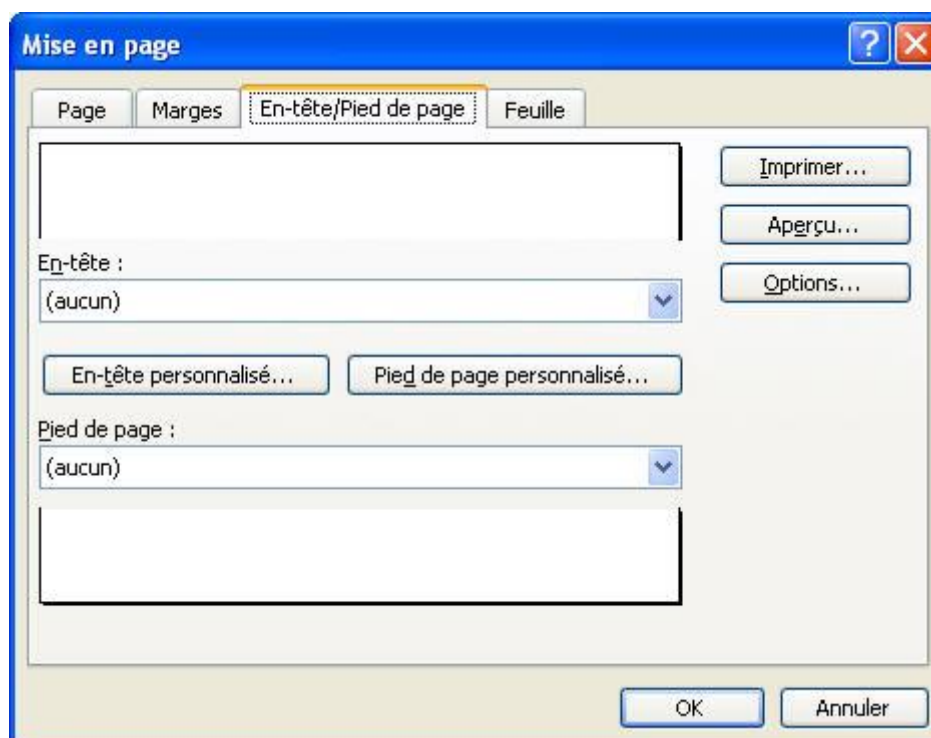 Mise en page
Page Marges En-tête/Pied de page Feuille
Imprimer...
Aperçu...
Options...
En-tête :
(aucun)
En-tête personnalisé... Pied de page personnalisé...
Pied de page :
(aucun)
OK Annuler